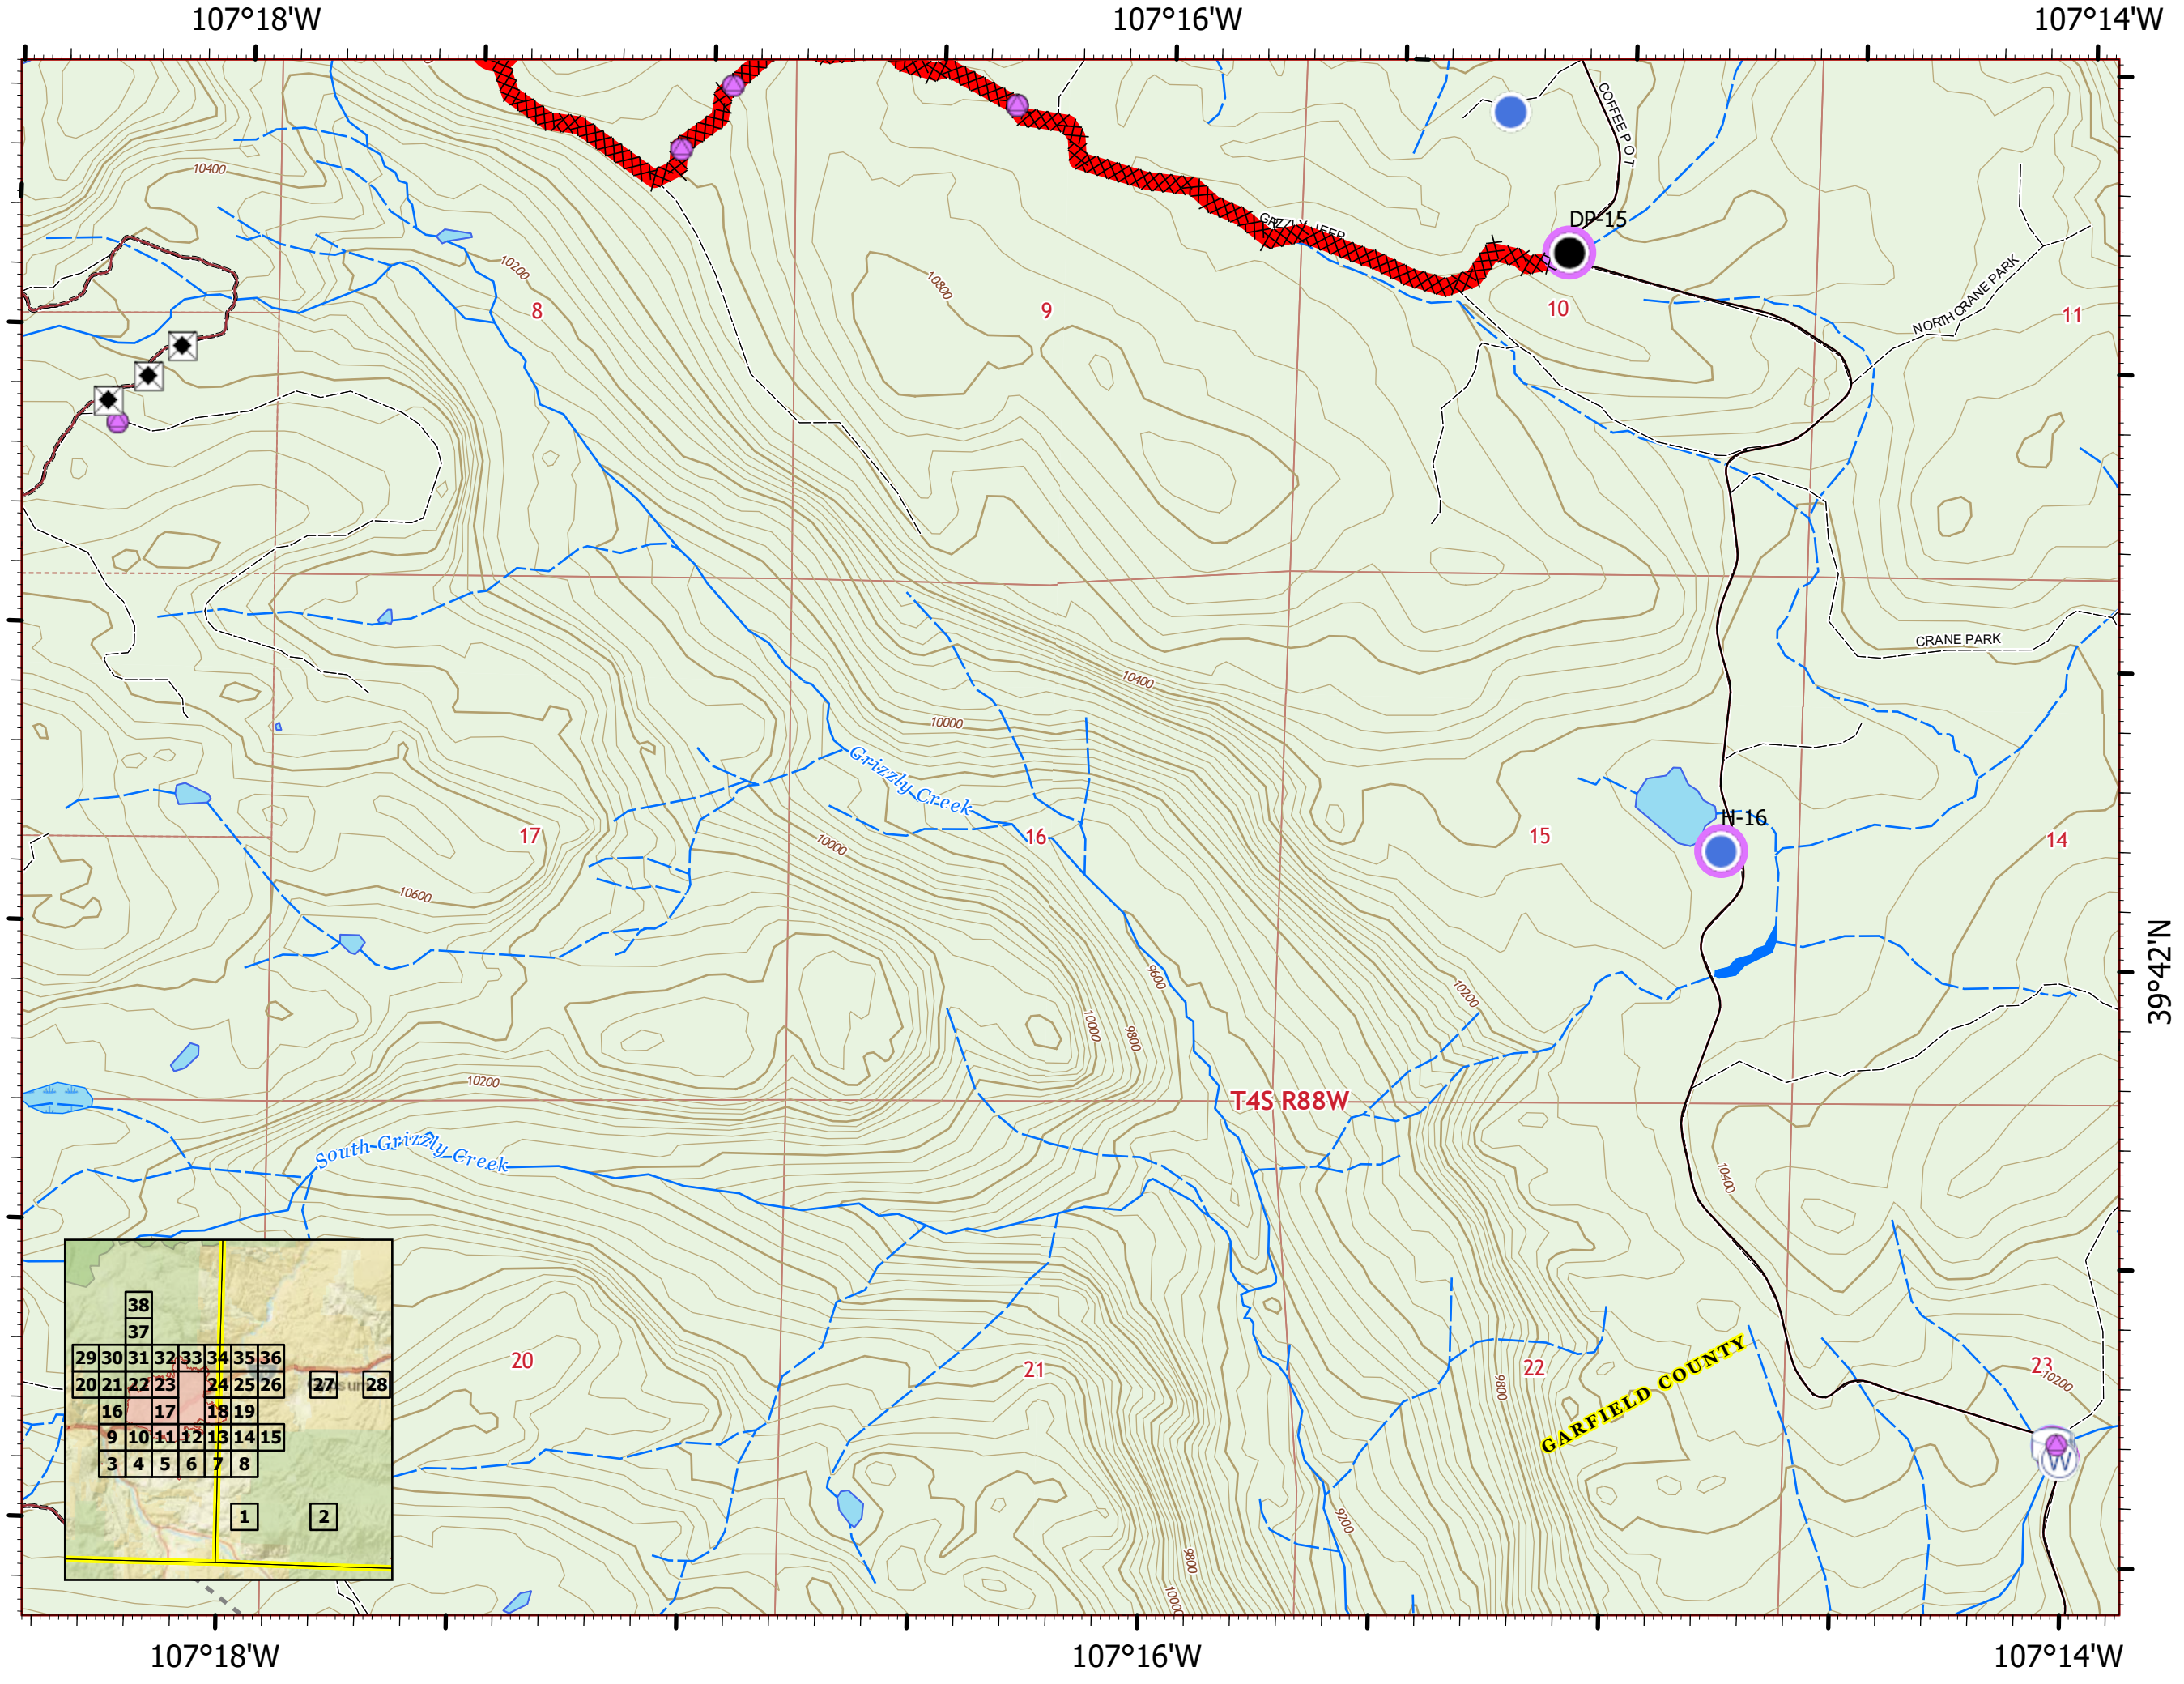 107°18'W
107°16'W
107°14'W
COFFEE POT
10400
DP-15
GRIZZLY JEEP
10200
10800
NORTH CRANE PARK
8
9
10
11
CRANE PARK
10400
10000
Grizzly Creek
H-16
17
16
15
14
10000
10600
39°42'N
9600
10200
10000
9800
10200
T4S R88W
South Grizzly Creek
10400
38
37
29 30 31 32 33 34 35 36
20 21 22 23 24 25 26 27 28
16 17 18 19
9 10 11 12 13 14 15
3 4 5 6 7 8
1 2
20
21
22
23
10200
9800
GARFIELD COUNTY
W
9200
9800
10000
107°18'W
107°16'W
107°14'W